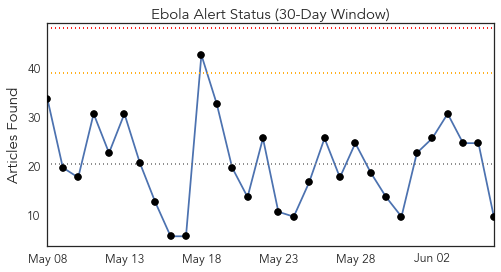 Ebola Alert Status (30-Day Window)
Articles Found
40
30
20
10
May 08 May 13 May 18 May 23 May 28 Jun 02